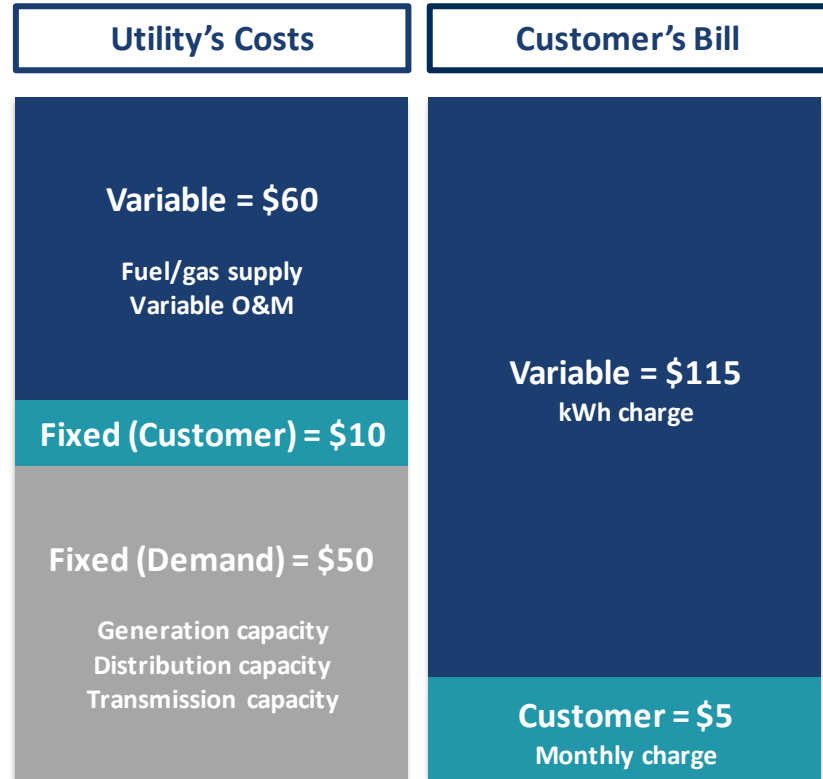 Utility’s Costs
Customer’s Bill
Variable = $60
Fuel/gas supply
Variable O&M
Fixed (Customer) = $10
Fixed (Demand) = $50
Generation capacity
Distribution capacity
Transmission capacity
Variable = $115
kWh charge
Customer = $5
Monthly charge